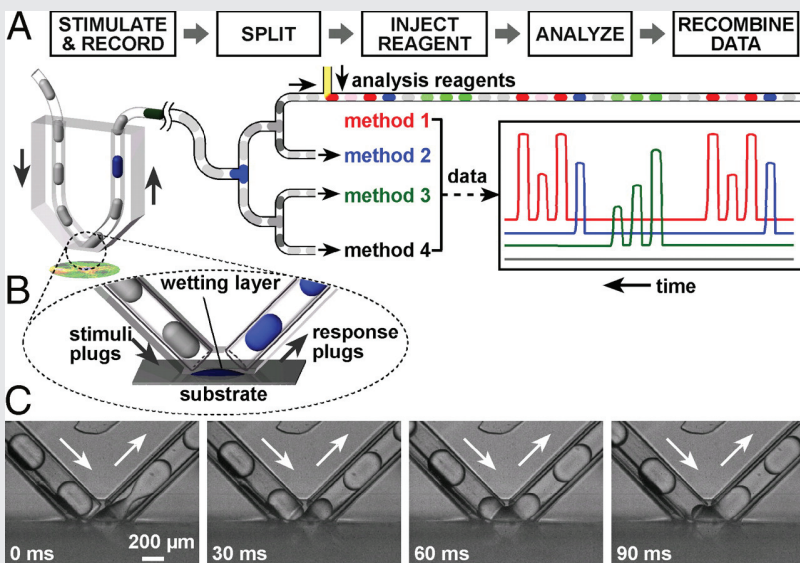 A
STIMULATE
& RECORD
SPLIT
INJECT
REAGENT
ANALYZE
RECOMBINE
DATA
analysis reagents
method 1
method 2
method 3
method 4
data
time
B
wetting layer
stimuli
plugs
response
plugs
substrate
C
0 ms
200 µm
30 ms
60 ms
90 ms